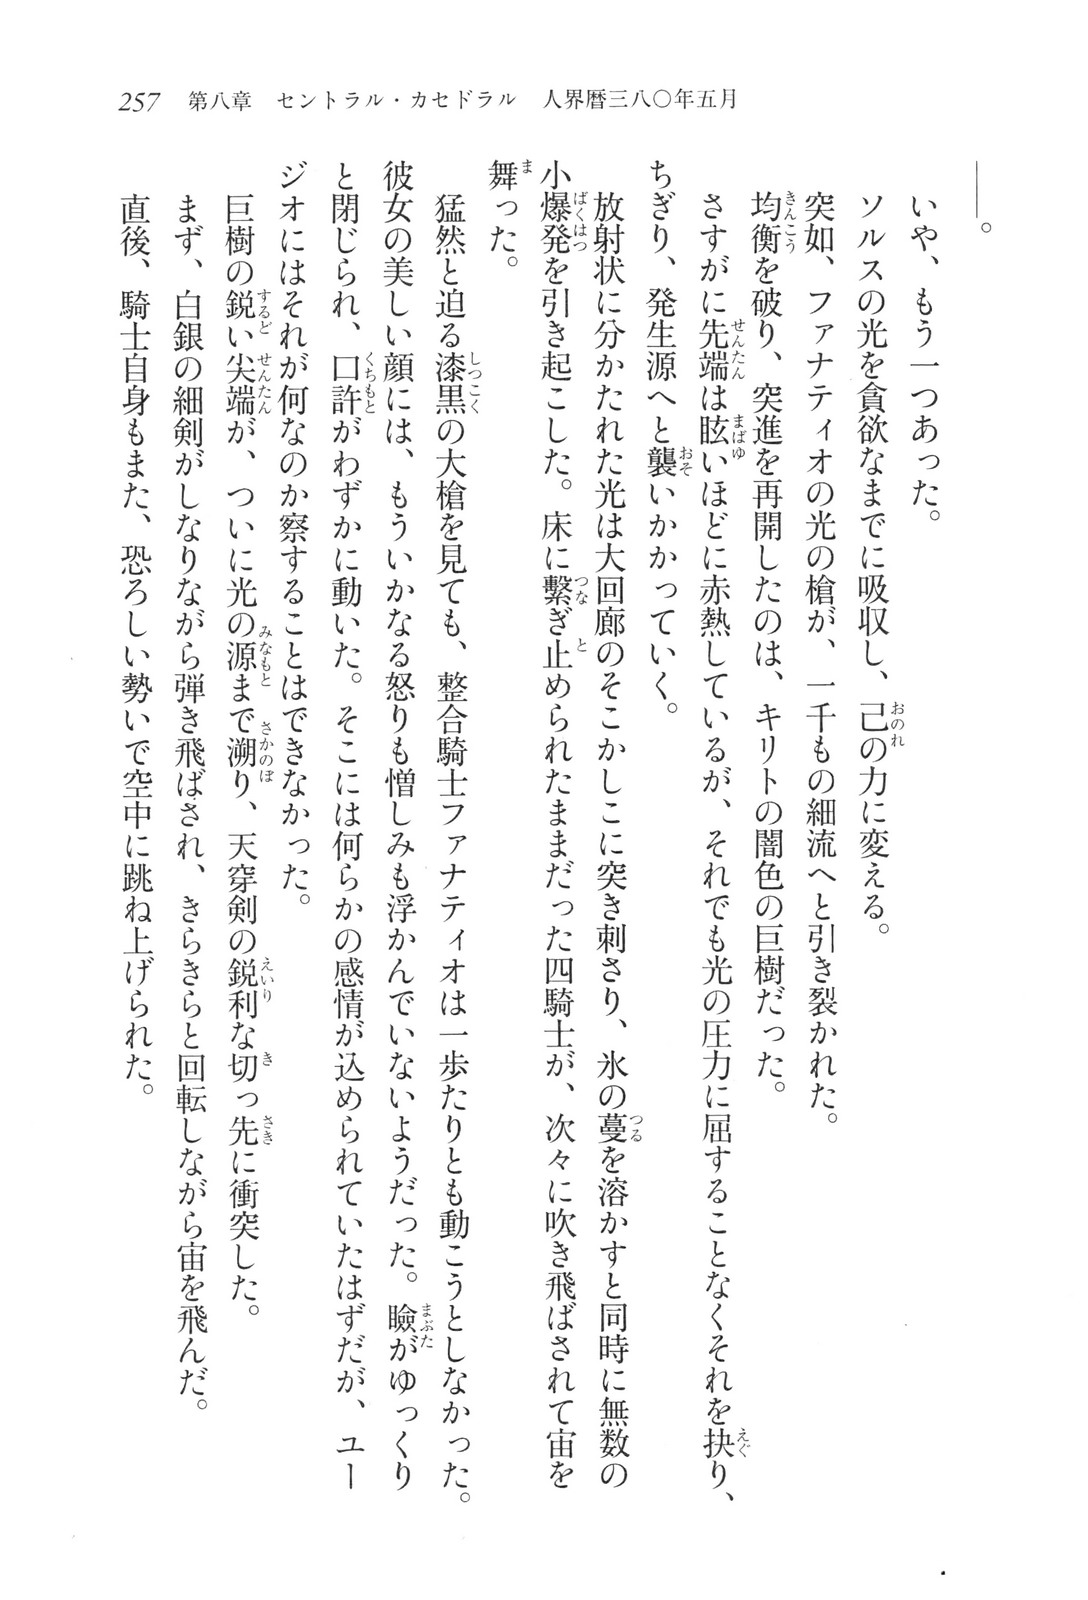 257　第八章　セントラル・カセドラル　人界暦三八〇年五月
――。
いや、もう一つあった。
ソルスの光を貪欲なまでに吸収し、己の力に変える。
突如、ファナティオの光の槍が、一千もの細流へと引き裂かれた。
均衡を破り、突進を再開したのは、キリトの闇色の巨樹だった。
さすがに先端は眩いほどに赤熱しているが、それでも光の圧力に屈することなくそれを抉り、
ちぎり、発生源へと襲いかかっていく。
放射状に分かたれた光は大回廊のそこかしこに突き刺さり、氷の蔓を溶かすと同時に無数の
小爆発を引き起こした。床に繫ぎ止められたままだった四騎士が、次々に吹き飛ばされて宙を
舞った。
猛然と迫る漆黒の大槍を見ても、整合騎士ファナティオは一歩たりとも動こうとしなかった。
彼女の美しい顔には、もういかなる怒りも憎しみも浮かんでいないようだった。瞼がゆっくり
と閉じられ、口許がわずかに動いた。そこには何らかの感情が込められていたはずだが、ユー
ジオにはそれが何なのか察することはできなかった。
巨樹の鋭い尖端が、ついに光の源まで溯り、天穿剣の鋭利な切っ先に衝突した。
まず、白銀の細剣がしなりながら弾き飛ばされ、きらきらと回転しながら宙を飛んだ。
直後、騎士自身もまた、恐ろしい勢いで空中に跳ね上げられた。